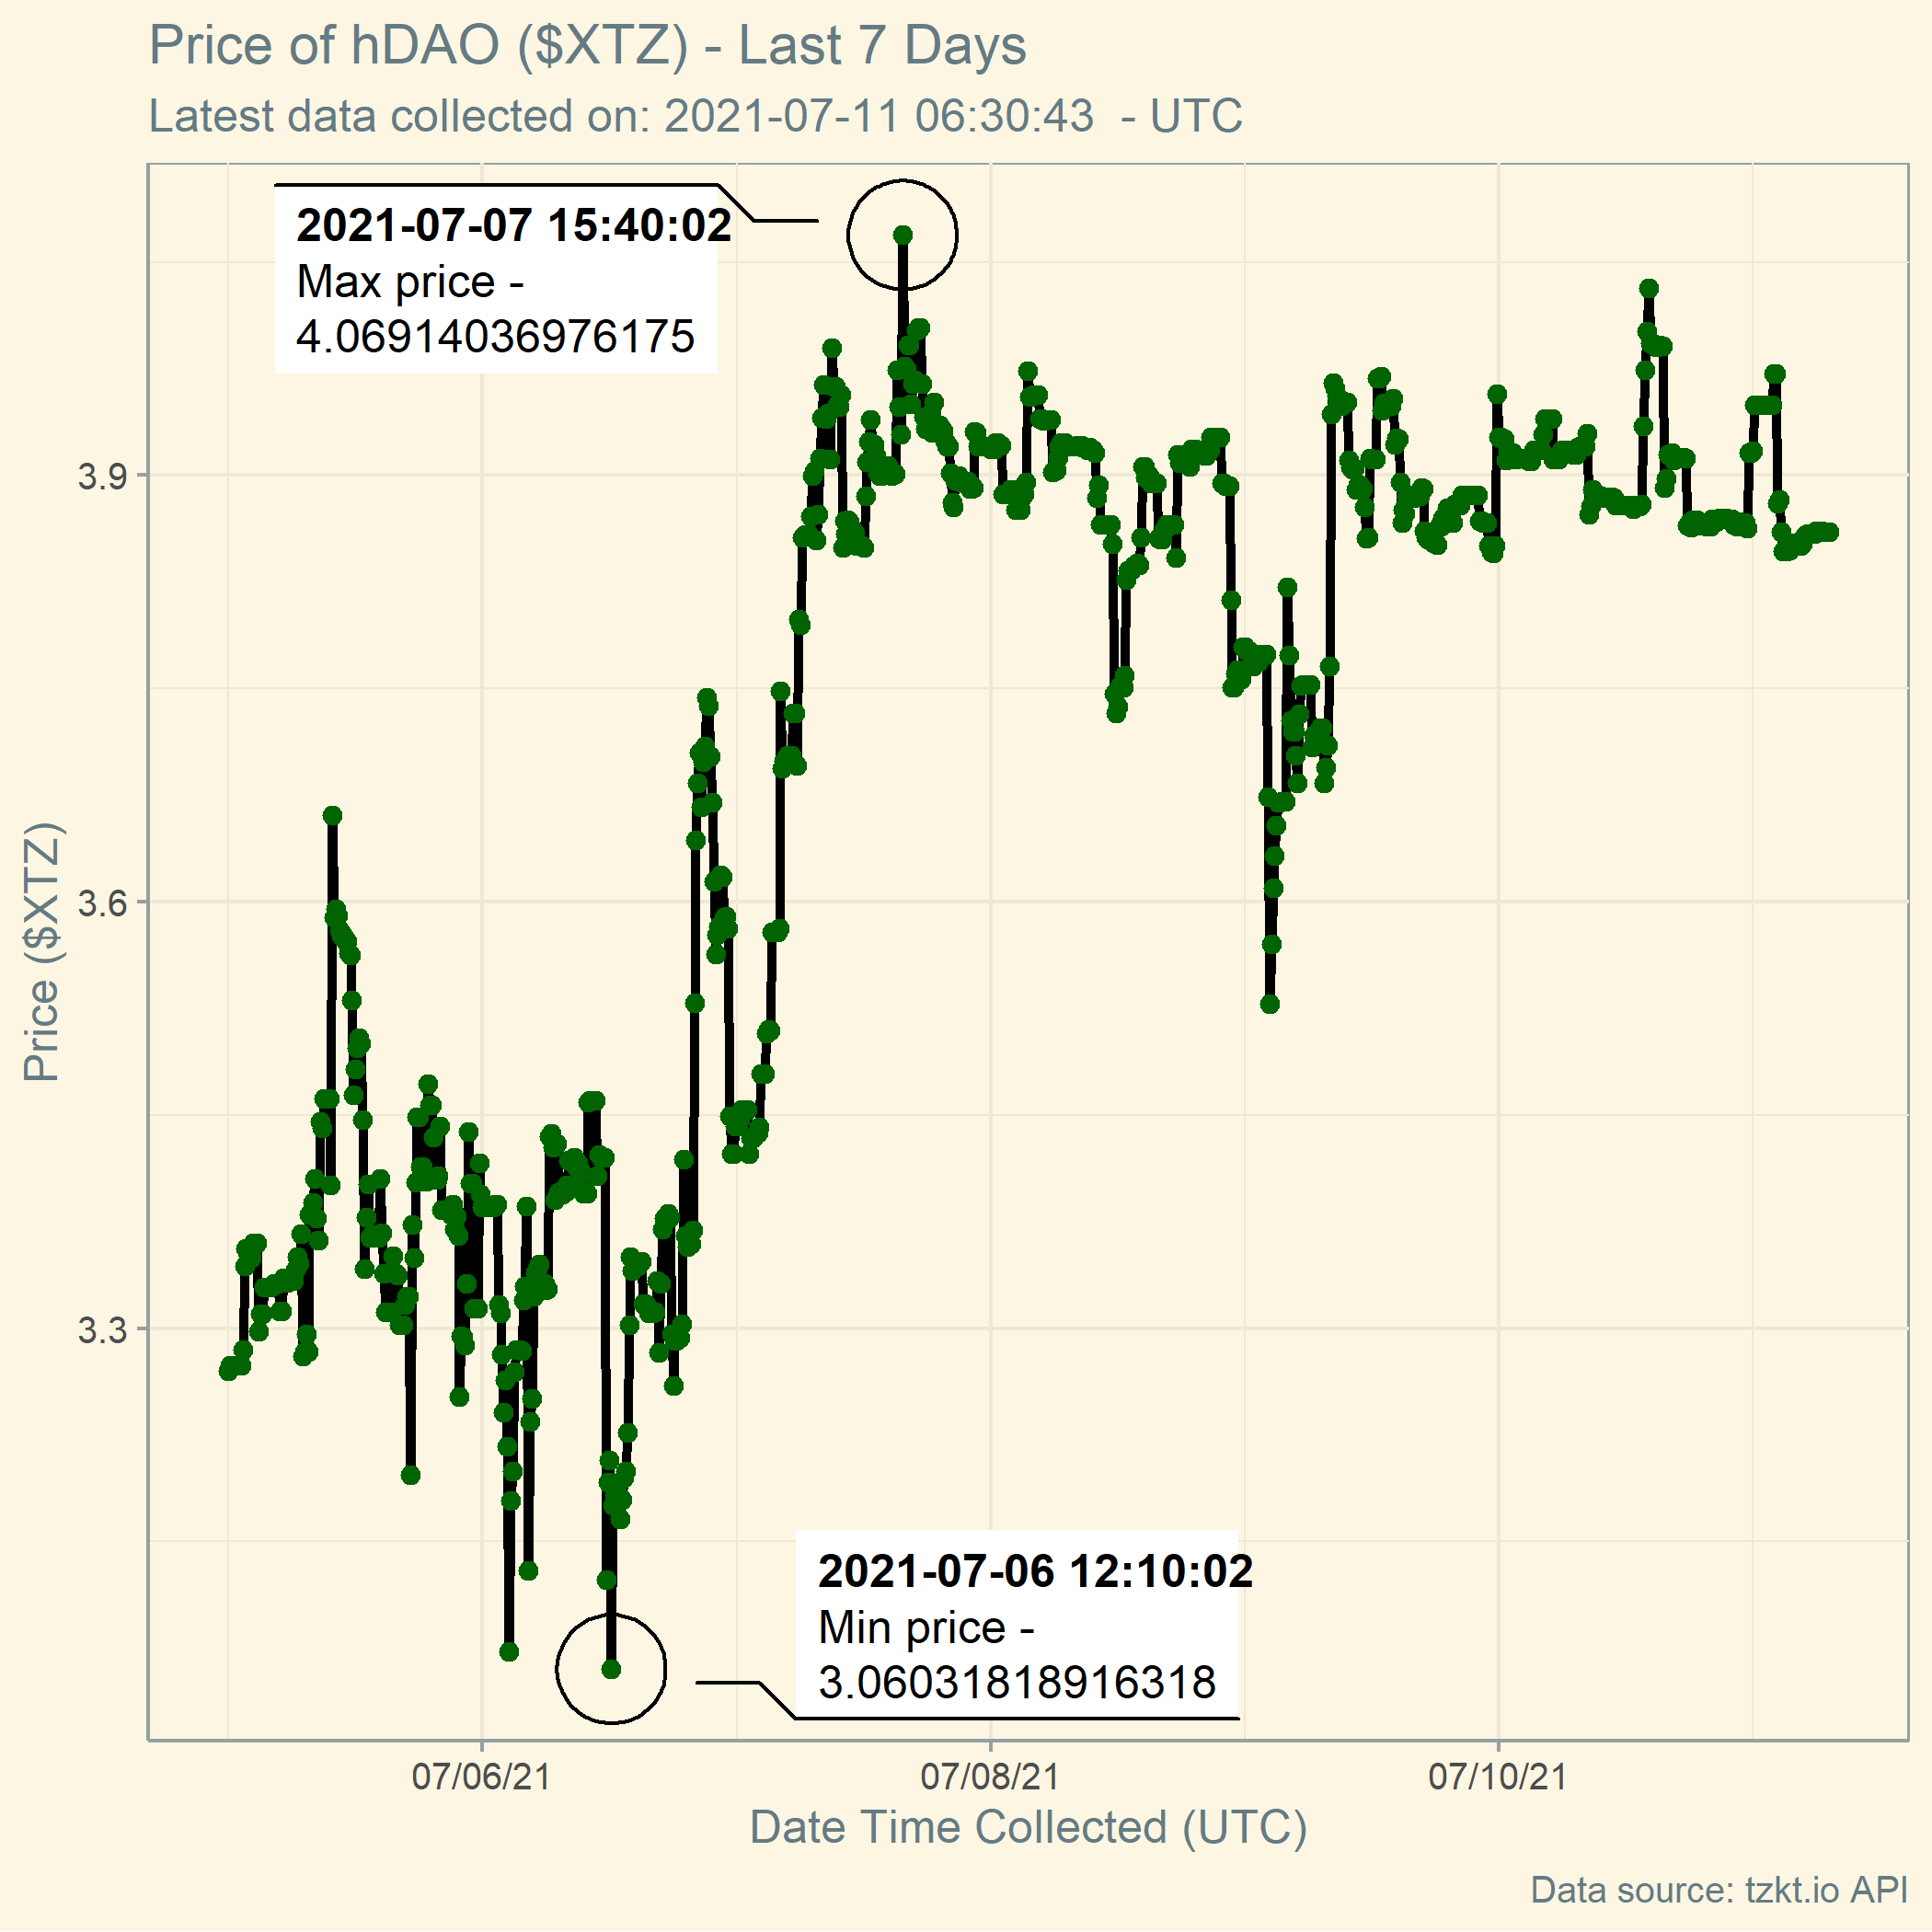 Price of hDAO ($XTZ) - Last 7 Days
Latest data collected on: 2021-07-11 06:30:43  - UTC
2021-07-07 15:40:02
Max price -
4.06914036976175
3.9
3.6
3.3
Price ($XTZ)
2021-07-06 12:10:02
Min price -
3.06031818916318
07/06/21
07/08/21
07/10/21
Date Time Collected (UTC)
Data source: tzkt.io API